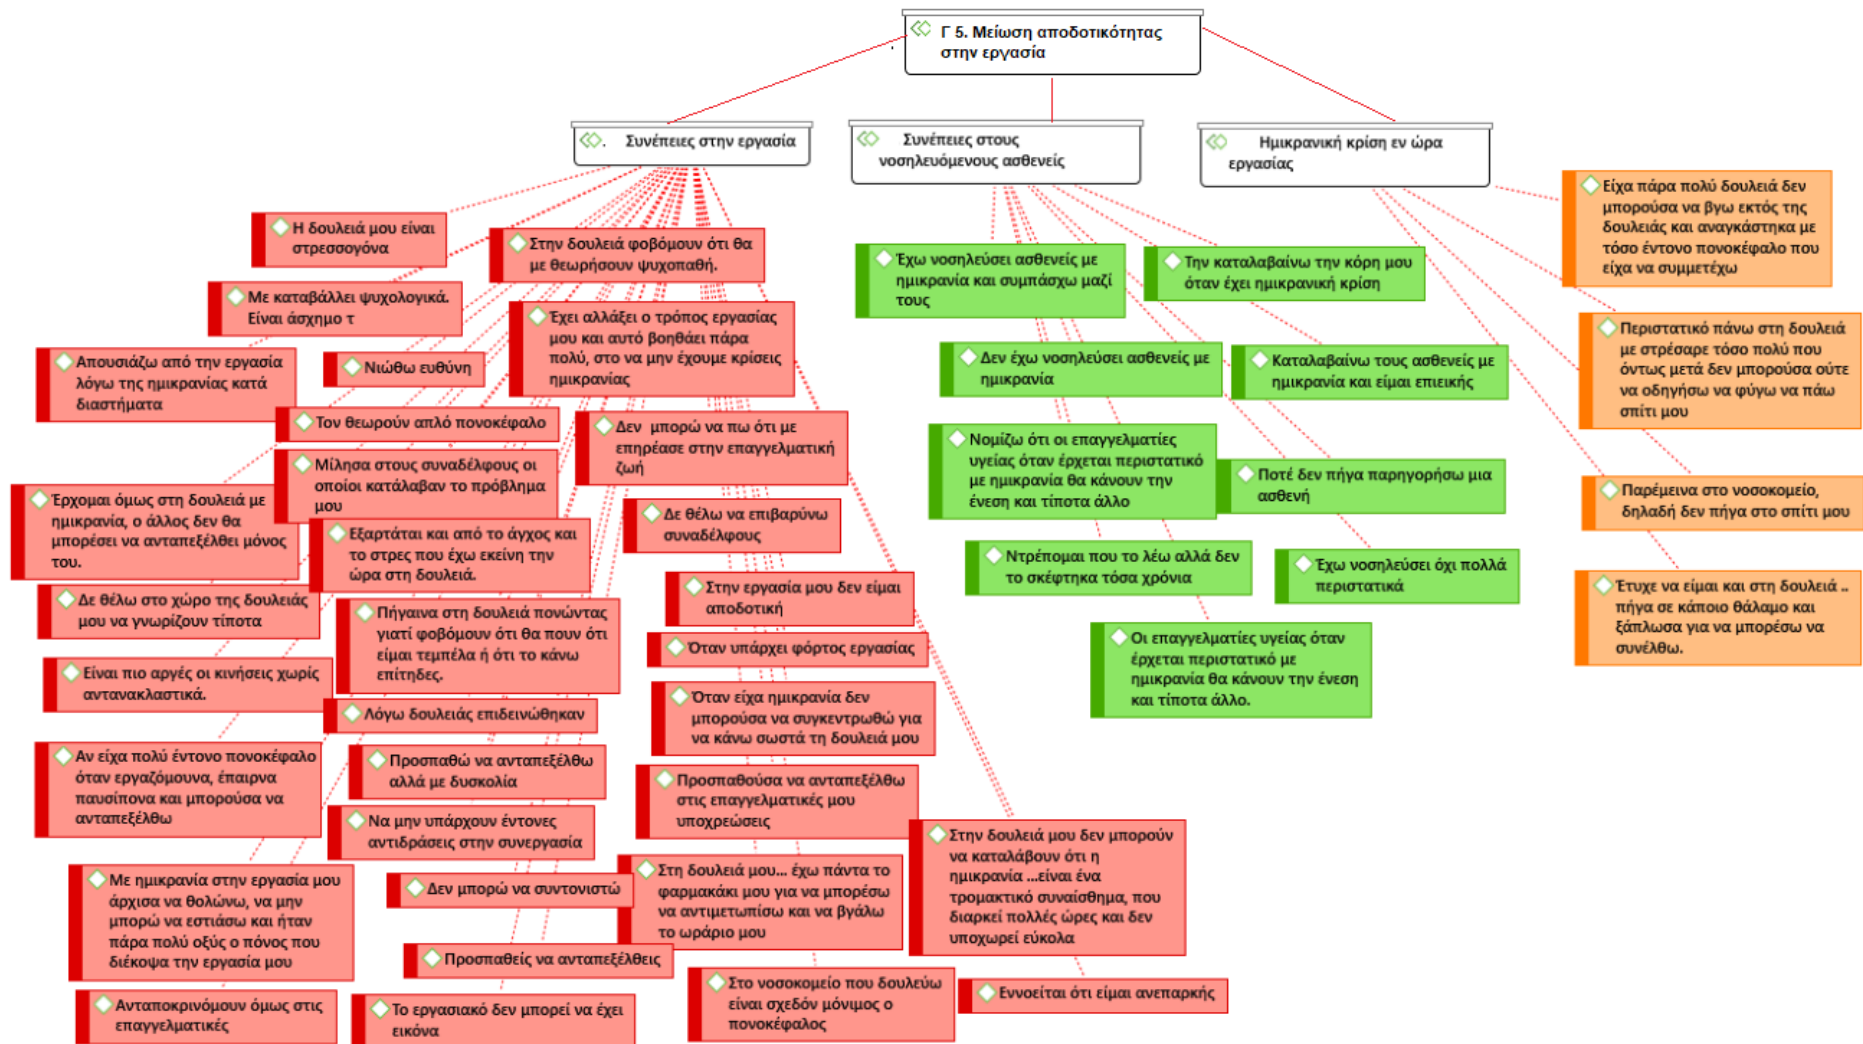 Γ 5. Μείωση αποδοτικότητας
στην εργασία
. Συνέπειες στην εργασία
Συνέπειες στους
νοσηλευόμενους ασθενείς
Ημικρανική κρίση εν ώρα
εργασίας
Η δουλειά μου είναι
στρεσσογόνα
Με καταβάλλει ψυχολογικά.
Είναι άσχημο τ
Απουσιάζω από την εργασία
λόγω της ημικρανίας κατά
διαστήματα
Νιώθω ευθύνη
Τον θεωρούν απλό πονοκέφαλο
Μίλησα στους συναδέλφους οι
οποίοι κατάλαβαν το πρόβλημα
μου
Έρχομαι όμως στη δουλειά με
ημικρανία, ο άλλος δεν θα
μπορέσει να ανταπεξέλθει μόνος
του.
Εξαρτάται και από το άγχος και
το στρες που έχω εκείνη την
ώρα στη δουλειά.
Δε θέλω στο χώρο της δουλειάς
μου να γνωρίζουν τίποτα
Πήγαινα στη δουλειά πονώντας
γιατί φοβόμουν ότι θα πουν ότι
είμαι τεμπέλα ή ότι το κάνω
επίτηδες.
Είναι πιο αργές οι κινήσεις χωρίς
αντανακλαστικά.
Λόγω δουλειάς επιδεινώθηκαν
Αν είχα πολύ έντονο πονοκέφαλο
όταν εργαζόμουνα, έπαιρνα
παυσίπονα και μπορούσα να
ανταπεξέλθω
Προσπαθώ να ανταπεξέλθω
αλλά με δυσκολία
Να μην υπάρχουν έντονες
αντιδράσεις στην συνεργασία
Με ημικρανία στην εργασία μου
άρχισα να θολώνω, να μην
μπορώ να εστιάσω και ήταν
πάρα πολύ οξύς ο πόνος που
διέκοψα την εργασία μου
Δεν μπορώ να συντονιστώ
Προσπαθείς να ανταπεξέλθεις
Ανταποκρινόμουν όμως στις
επαγγελματικές
Το εργασιακό δεν μπορεί να έχει
εικόνα
Στην δουλειά φοβόμουν ότι θα
με θεωρήσουν ψυχοπαθή.
Έχει αλλάξει ο τρόπος εργασίας
μου και αυτό βοηθάει πάρα
πολύ, στο να μην έχουμε κρίσεις
ημικρανίας
Δεν μπορώ να πω ότι με
επηρέασε στην επαγγελματική
ζωή
Δε θέλω να επιβαρύνω
συναδέλφους
Στην εργασία μου δεν είμαι
αποδοτική
Όταν υπάρχει φόρτος εργασίας
Όταν είχα ημικρανία δεν
μπορούσα να συγκεντρωθώ για
να κάνω σωστά τη δουλειά μου
Προσπαθούσα να ανταπεξέλθω
στις επαγγελματικές μου
υποχρεώσεις
Στη δουλειά μου... έχω πάντα το
φαρμακάκι μου για να μπορέσω
να αντιμετωπίσω και να βγάλω
το ωράριο μου
Στην δουλειά μου δεν μπορούν
να καταλάβουν ότι η
ημικρανία ...είναι ένα
τρομακτικό συναίσθημα, που
διαρκεί πολλές ώρες και δεν
υποχωρεί εύκολα
Στο νοσοκομείο που δουλεύω
είναι σχεδόν μόνιμος ο
πονοκέφαλος
Εννοείται ότι είμαι ανεπαρκής
Έχω νοσηλεύσει ασθενείς με
ημικρανία και συμπάσχω μαζί
τους
Την καταλαβαίνω την κόρη μου
όταν έχει ημικρανική κρίση
Δεν έχω νοσηλεύσει ασθενείς με
ημικρανία
Καταλαβαίνω τους ασθενείς με
ημικρανία και είμαι επιεικής
Νομίζω ότι οι επαγγελματίες
υγείας όταν έρχεται περιστατικό
με ημικρανία θα κάνουν την
ένεση και τίποτα άλλο
Ποτέ δεν πήγα παρηγορήσω μια
ασθενή
Ντρέπομαι που το λέω αλλά δεν
το σκέφτηκα τόσα χρόνια
Έχω νοσηλεύσει όχι πολλά
περιστατικά
Οι επαγγελματίες υγείας όταν
έρχεται περιστατικό με
ημικρανία θα κάνουν την ένεση
και τίποτα άλλο.
Είχα πάρα πολύ δουλειά δεν
μπορούσα να βγω εκτός της
δουλειάς και αναγκάστηκα με
τόσο έντονο πονοκέφαλο που
είχα να συμμετέχω
Περιστατικό πάνω στη δουλειά
με στρέσαρε τόσο πολύ που
όντως μετά δεν μπορούσα ούτε
να οδηγήσω να φύγω να πάω
σπίτι μου
Παρέμεινα στο νοσοκομείο,
δηλαδή δεν πήγα στο σπίτι μου
Έτυχε να είμαι και στη δουλειά ..
πήγα σε κάποιο θάλαμο και
ξάπλωσα για να μπορέσω να
συνέλθω.